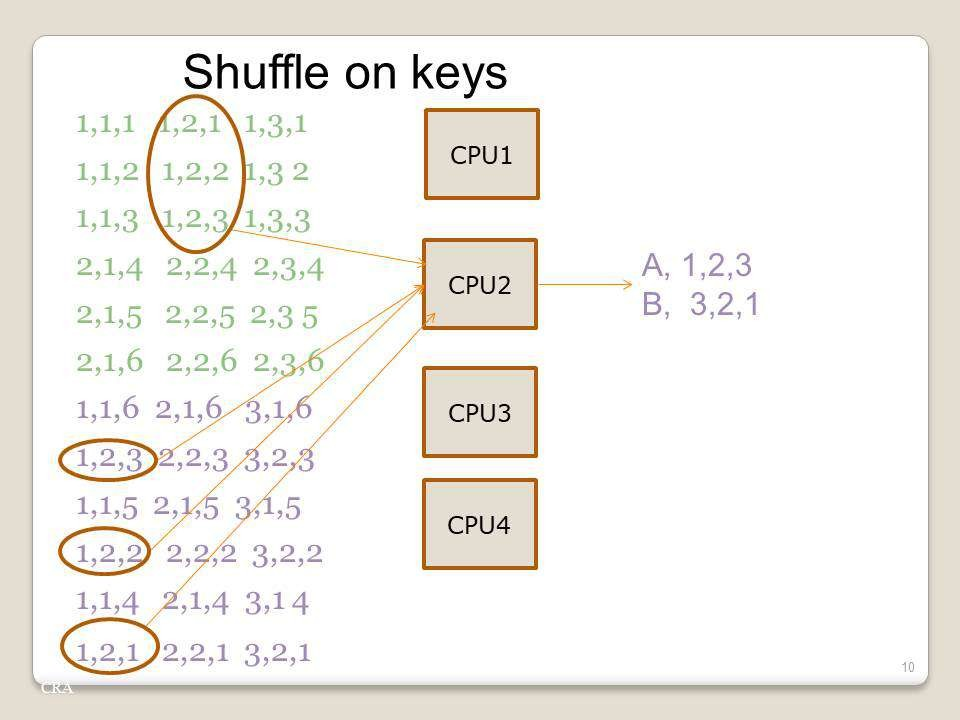 Shuffle on keys
1,1,1 1,2,1 1,3,1
1,1,2 1,2,2 1,3 2
1,1,3 1,2,3 1,3,3
2,1,4 2,2,4 2,3,4
2,1,5 2,2,5 2,3 5
2,1,6 2,2,6 2,3,6
1,1,6 2,1,6 3,1,6
1,2,3 2,2,3 3,2,3
1,1,5 2,1,5 3,1,5
1,2,2 2,2,2 3,2,2
1,1,4 2,1,4 3,1 4
1,2,1 2,2,1 3,2,1
CPU1
CPU2
CPU3
CPU4
A, 1,2,3
B, 3,2,1
CRA
10